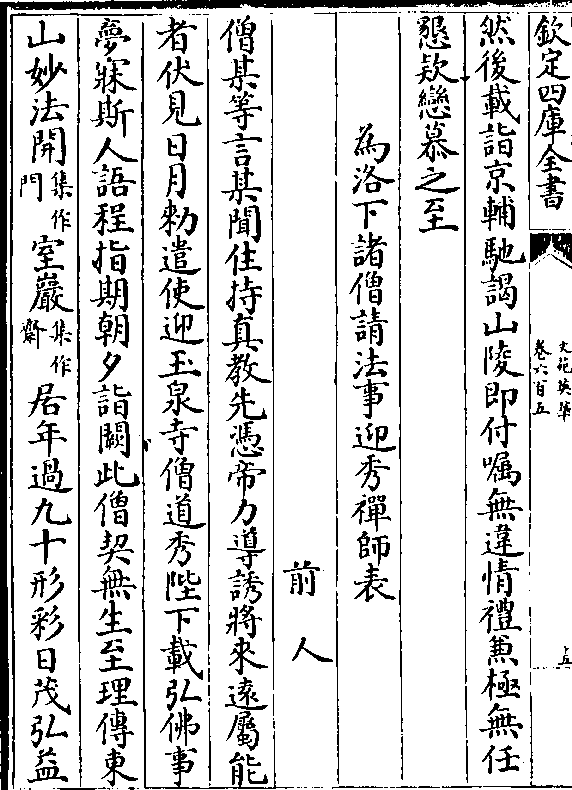 欽定四庫全書
文苑英華
卷六百五
十五
然後載詣京輔馳謁山陵即付囑無違情禮兼極無任
懇欵戀慕之至
為洛下諸僧請法事迎秀禪師表
前人
僧某等言某聞住持真教先憑帝力導誘將來遠屬能
者伏見日月勑遣使迎玉泉寺僧道秀陛下載弘佛事
夢寐斯人語程指期朝夕詣闕此僧契無生至理傳東
山妙法開集作門室巖集作齋居年過九十形彩日茂弘益